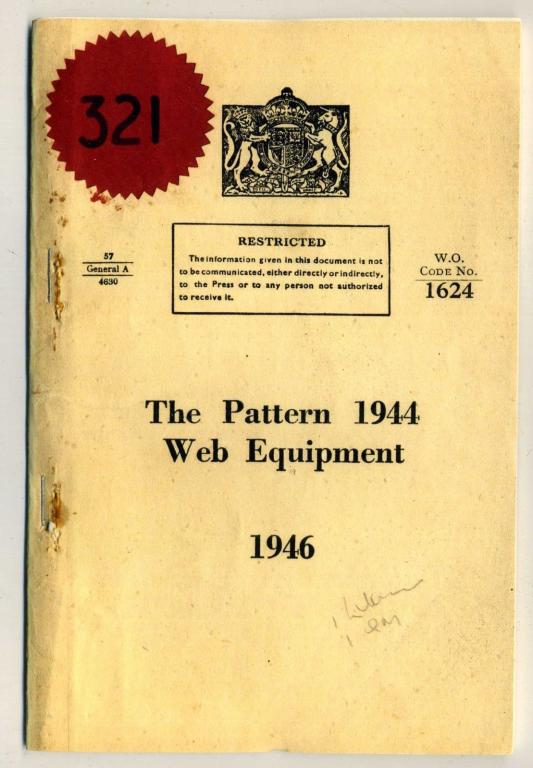 321
RESTRICTED
The information given in this document is not
to be communicated, either directly or indirectly,
to the Press or to any person not authorized
to receive it.
57
General A
4630
W.O.
CODE NO.
1624
The Pattern 1944
Web Equipment
1946